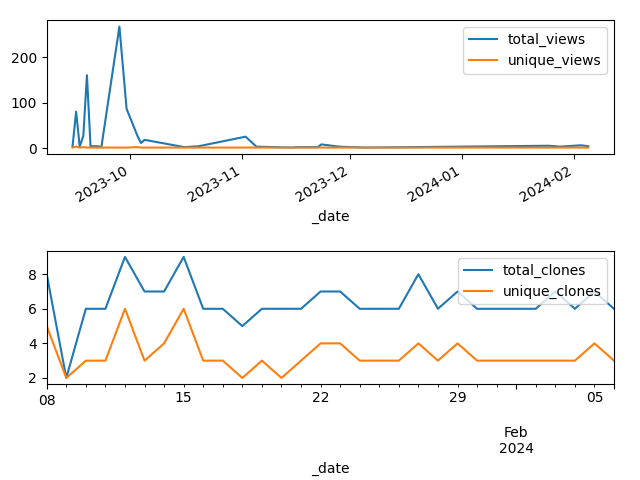 total_views
unique_views
200
100
0
2023-10
2023-11
2023-12
2024-01
2024-02
_date
total_clones
unique_clones
8
6
4
2
08
15
22
29
05
Feb
2024
_date